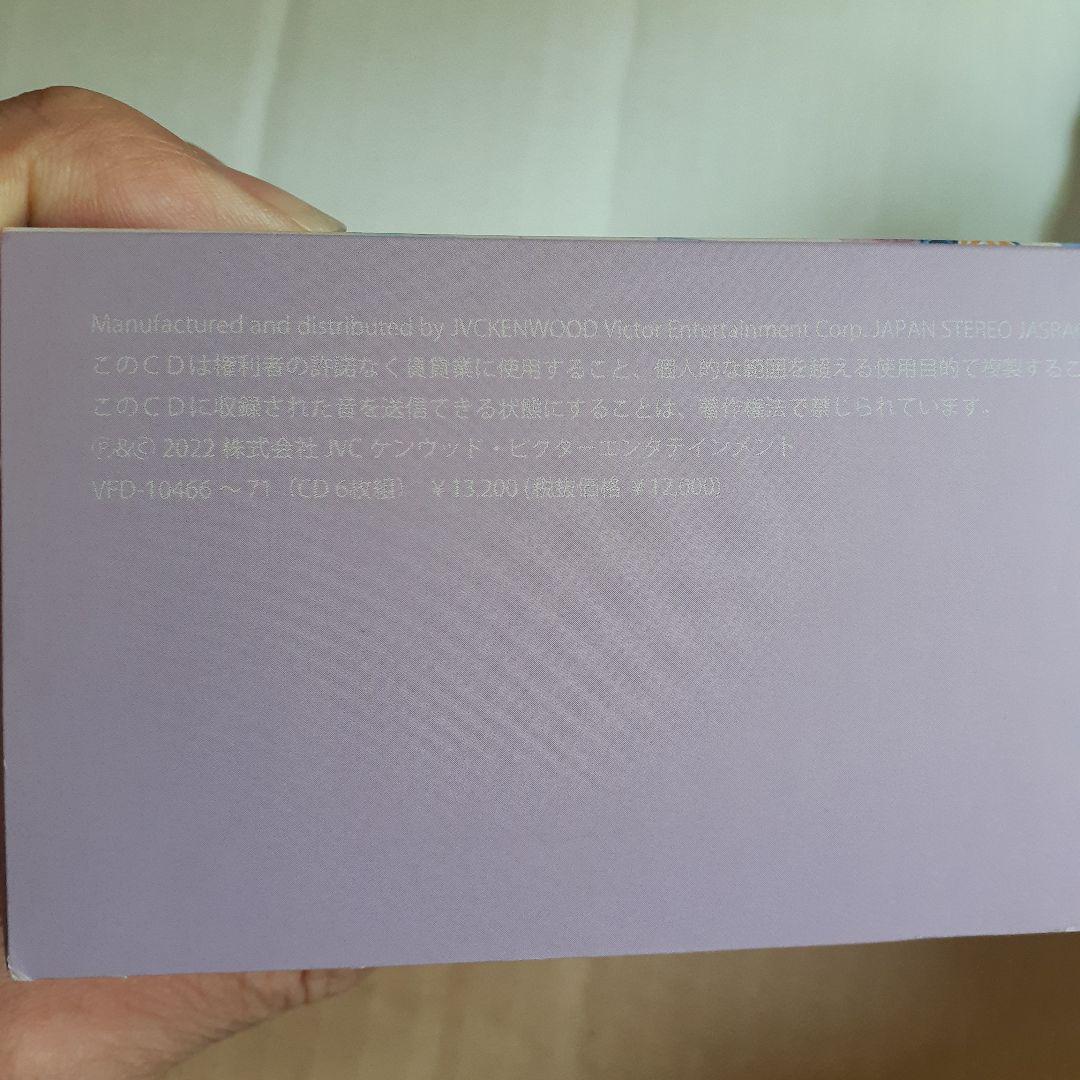 Manufactured and distributed by JVCKENWOOD Victor Entertainment Corp. JAPAN STEREO JASRAC
このCDは権利者の許諾なく賃貸業に使用すること、個人的な範囲を超える使用目的で複製するこ
このCDに収録された音を送信できる状態にすることは、著作権法で禁じられています。
Ⓟ&Ⓒ 2022 株式会社 JVC ケンウッド・ビクターエンタテインメント
VFD-10466 ～ 71（CD 6枚組） ￥13,200 (税抜価格 ￥12,000)